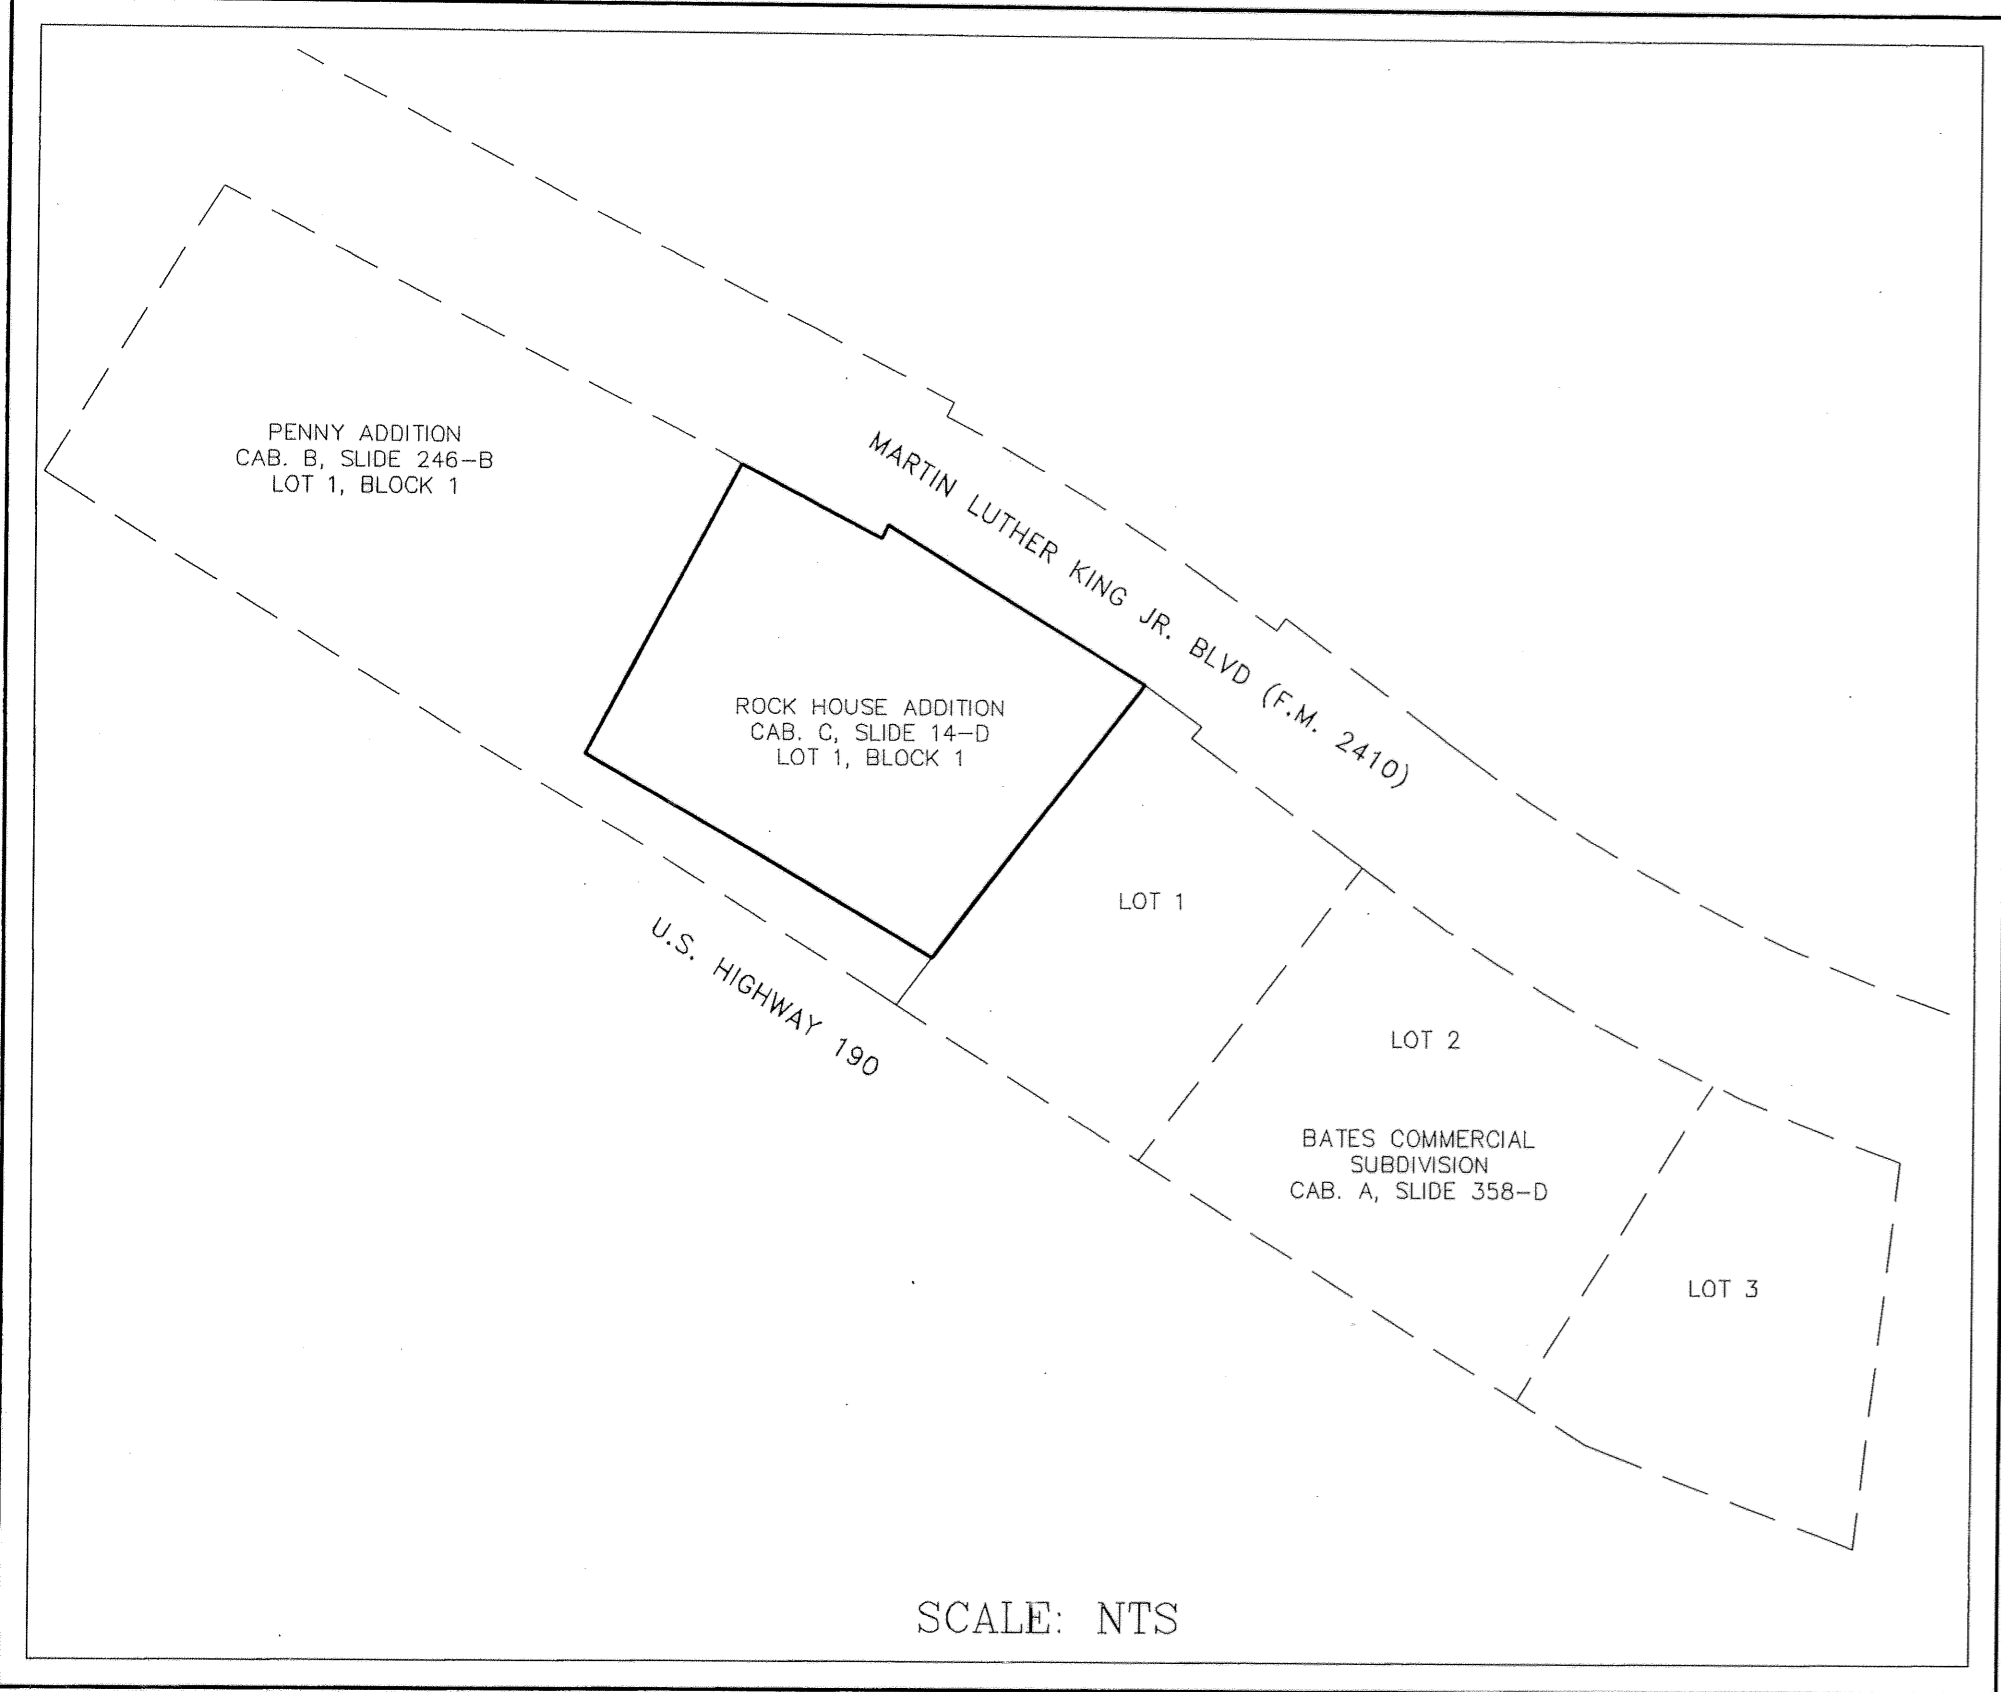 PENNY ADDITION
CAB. B, SLIDE 246-B
LOT 1, BLOCK 1
MARTIN LUTHER KING JR. BLVD (F.M. 2410)
ROCK HOUSE ADDITION
CAB. C, SLIDE 14-D
LOT 1, BLOCK 1
U.S. HIGHWAY 190
LOT 1
LOT 2
BATES COMMERCIAL
SUBDIVISION
CAB. A, SLIDE 358-D
LOT 3
SCALE: NTS